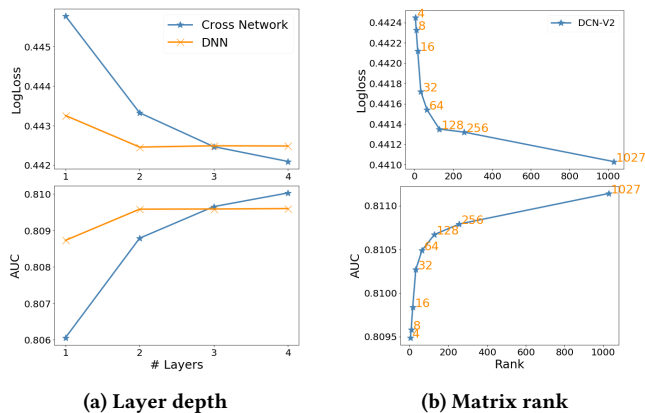 Cross Network
DNN
LogLoss
0.445
0.444
0.443
0.442
1 2 3 4
AUC
0.810
0.809
0.808
0.807
0.806
1 2 3 4
# Layers
(a) Layer depth
DCN-V2
Logloss
0.4424
0.4422
0.4420
0.4418
0.4416
0.4414
0.4412
0.4410
4
8
16
32
64
128
256
1027
0 200 400 600 800 1000
AUC
0.8110
0.8105
0.8100
0.8095
1027
256
128
64
32
16
8
4
0 200 400 600 800 1000
Rank
(b) Matrix rank